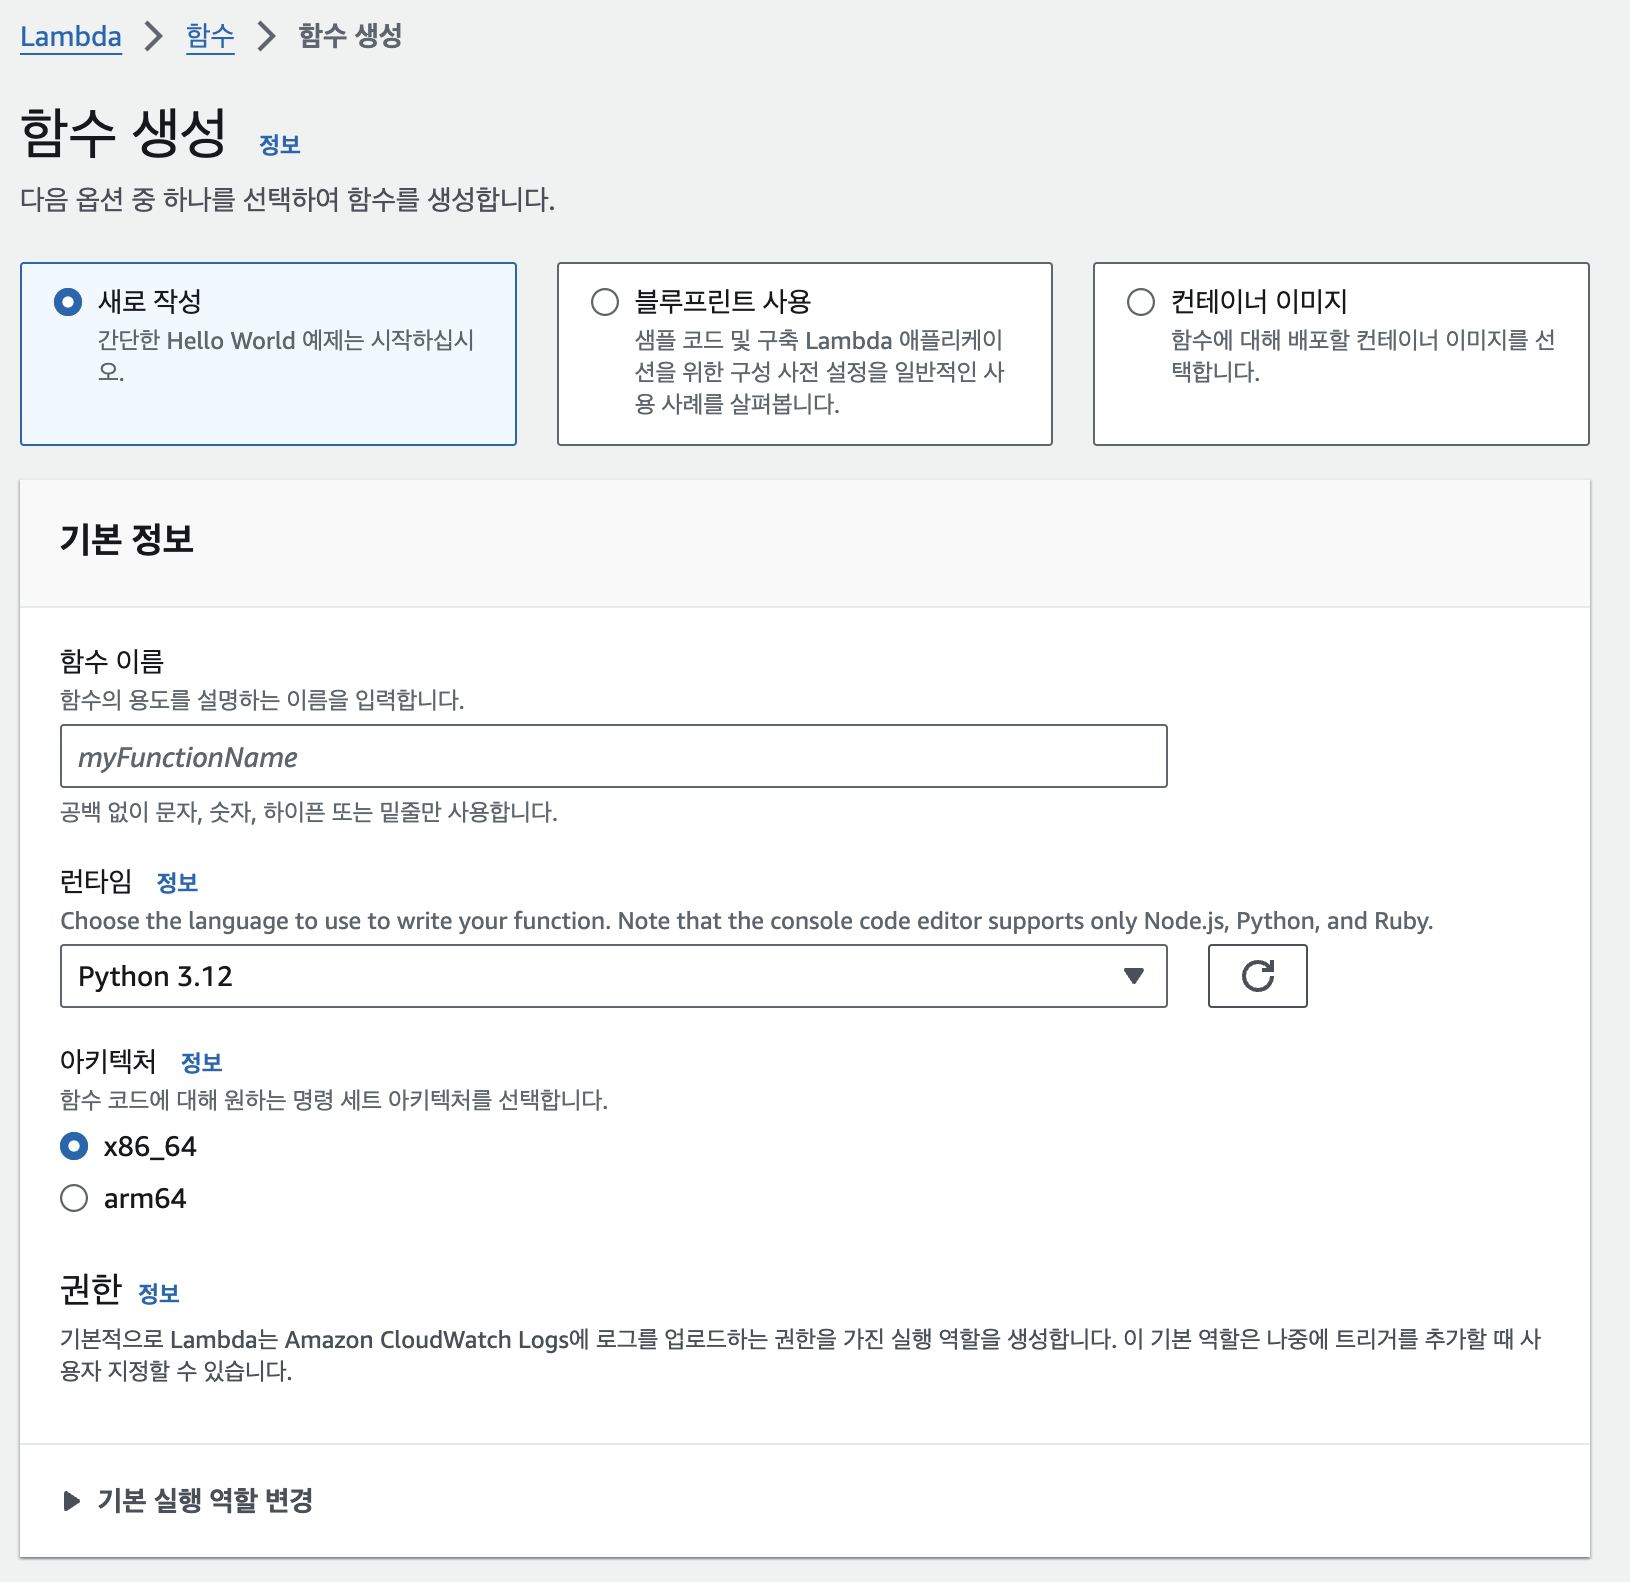 Lambda > 함수 > 함수 생성
함수 생성 정보
다음 옵션 중 하나를 선택하여 함수를 생성합니다.
새로 작성
간단한 Hello World 예제는 시작하십시
오.
블루프린트 사용
샘플 코드 및 구축 Lambda 애플리케이
션을 위한 구성 사전 설정을 일반적인 사
용 사례를 살펴봅니다.
컨테이너 이미지
함수에 대해 배포할 컨테이너 이미지를 선
택합니다.
기본 정보
함수 이름
함수의 용도를 설명하는 이름을 입력합니다.
myFunctionName
공백 없이 문자, 숫자, 하이픈 또는 밑줄만 사용합니다.
런타임 정보
Choose the language to use to write your function. Note that the console code editor supports only Node.js, Python, and Ruby.
Python 3.12
아키텍처 정보
함수 코드에 대해 원하는 명령 세트 아키텍처를 선택합니다.
x86_64
arm64
권한 정보
기본적으로 Lambda는 Amazon CloudWatch Logs에 로그를 업로드하는 권한을 가진 실행 역할을 생성합니다. 이 기본 역할은 나중에 트리거를 추가할 때 사
용자 지정할 수 있습니다.
기본 실행 역할 변경